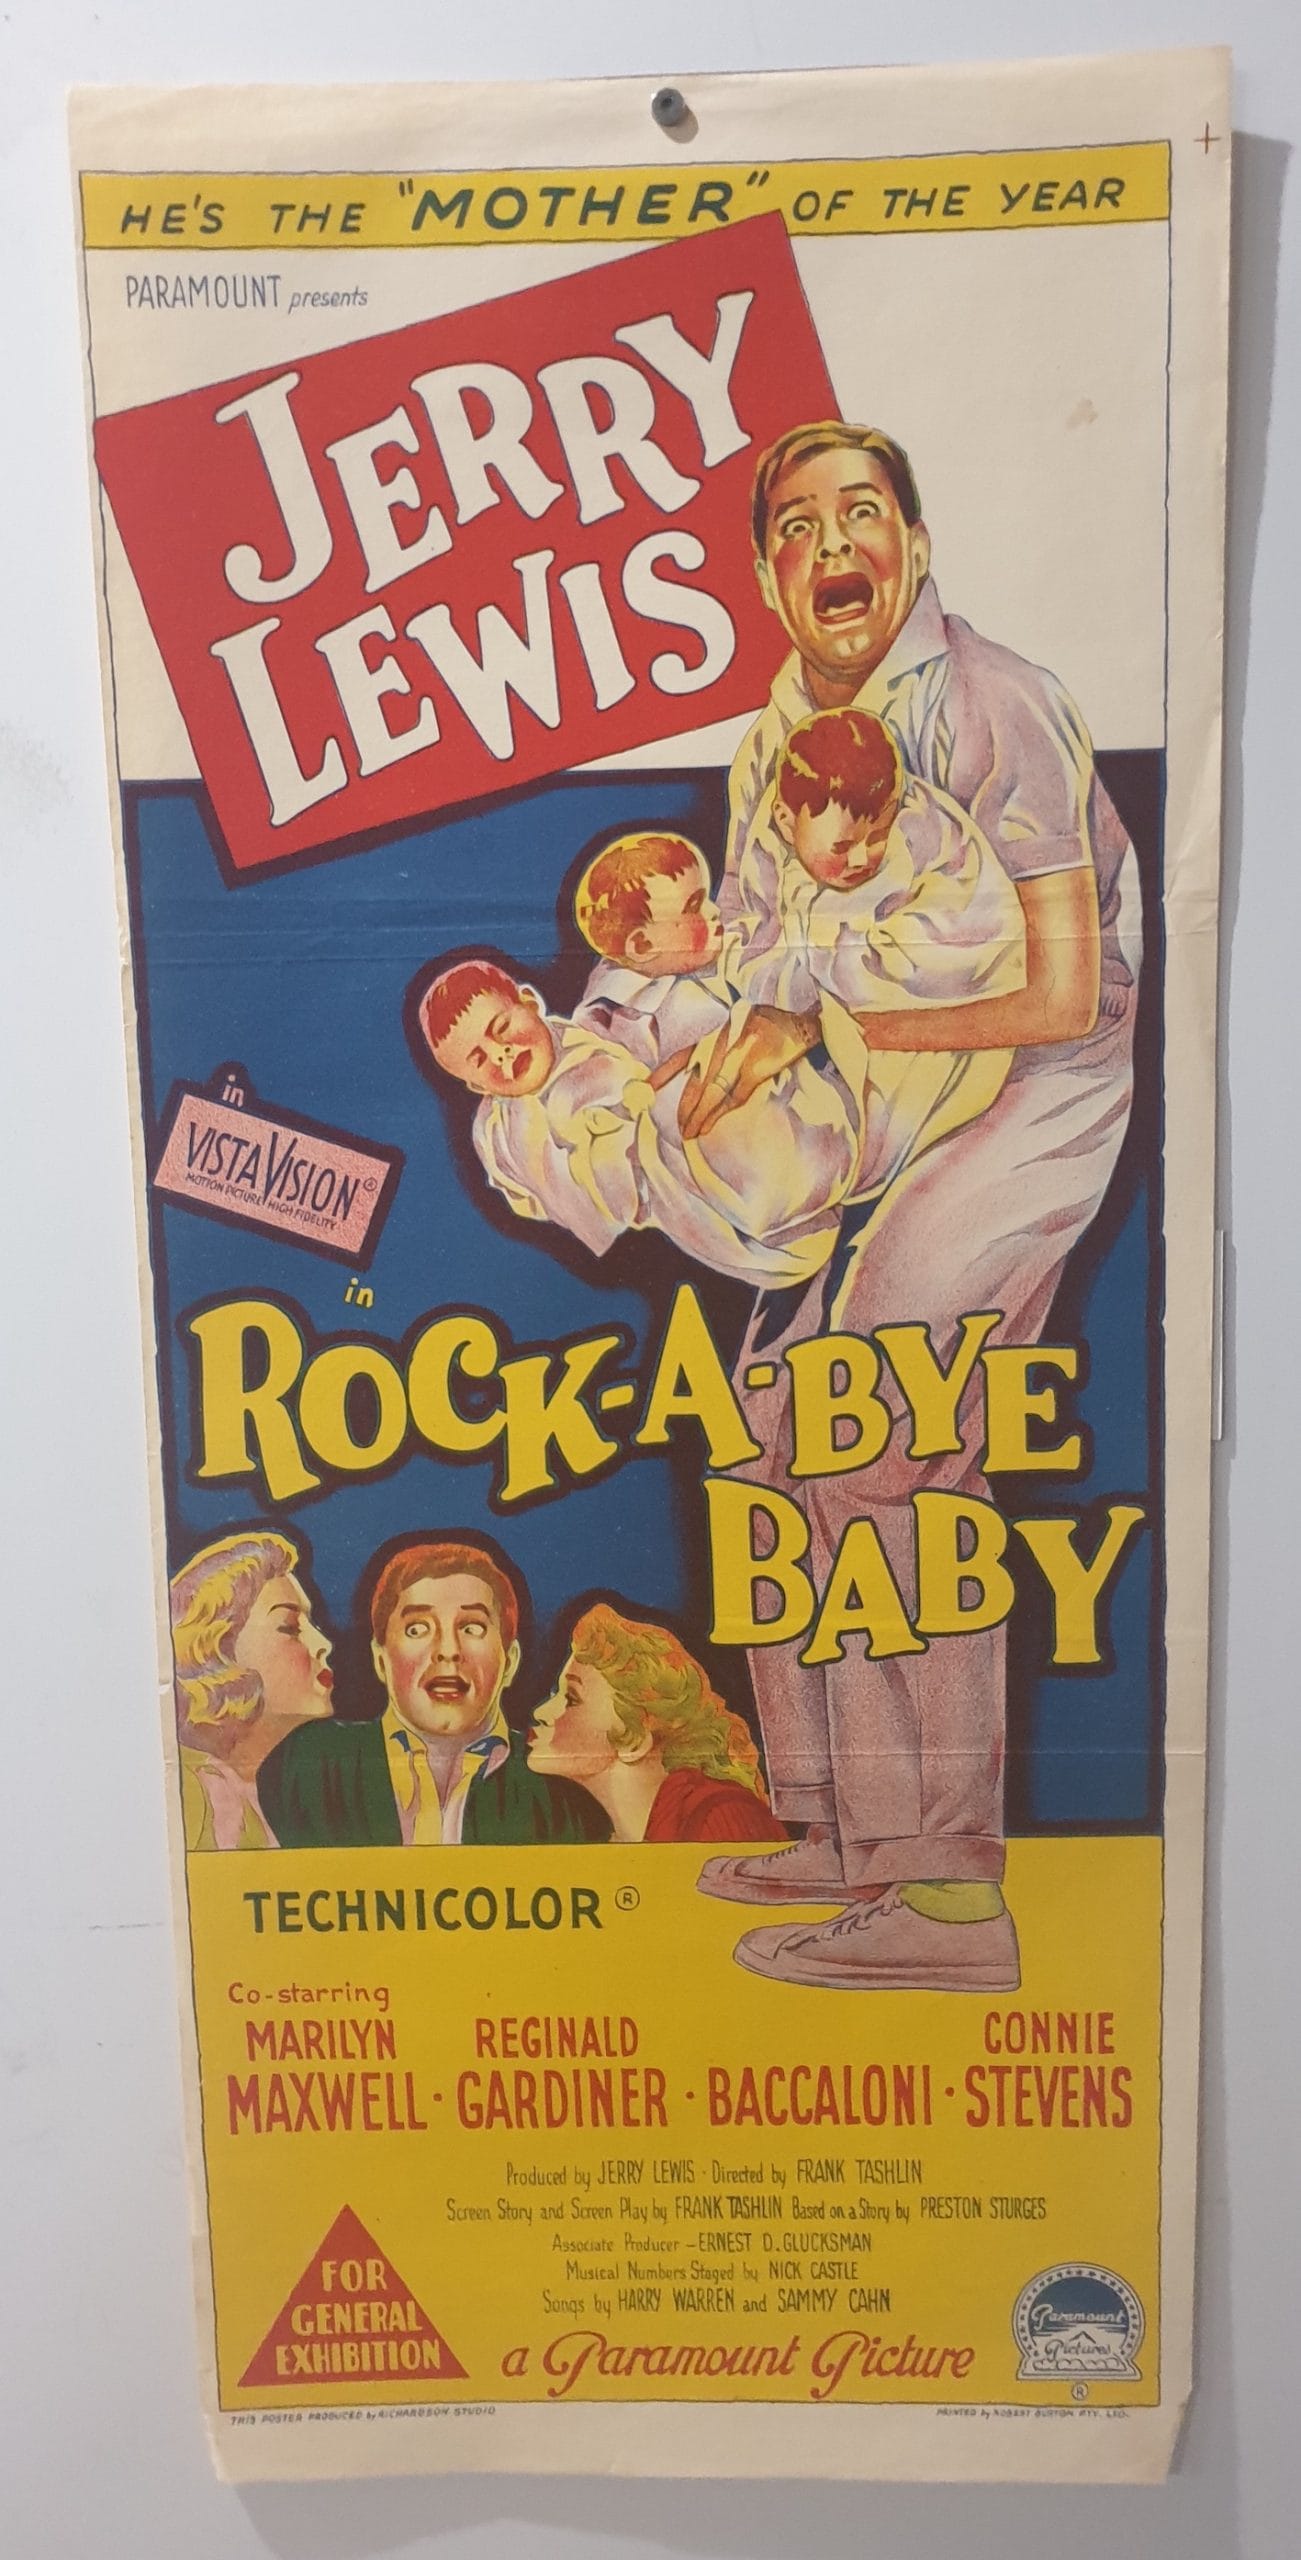 HE'S THE "MOTHER" OF THE YEAR
PARAMOUNT presents
JERRY
LEWIS
in
VISTAVISION®
MOTION PICTURE HIGH FIDELITY
in
ROCK-A-BYE
BABY
TECHNICOLOR ®
Co-starring
MARILYN MAXWELL · REGINALD GARDINER · BACCALONI · CONNIE STEVENS
Produced by JERRY LEWIS · Directed by FRANK TASHLIN
Screen Story and Screen Play by FRANK TASHLIN Based on a Story by PRESTON STURGES
Associate Producer – ERNEST D. GLUCKSMAN
Musical Numbers Staged by NICK CASTLE
Songs by HARRY WARREN and SAMMY CAHN
a Paramount Picture
FOR
GENERAL
EXHIBITION
Paramount
Pictures
®
THIS POSTER PRODUCED by RICHARDSON STUDIO
PRINTED by ROBERT BURTON PTY. LTD.